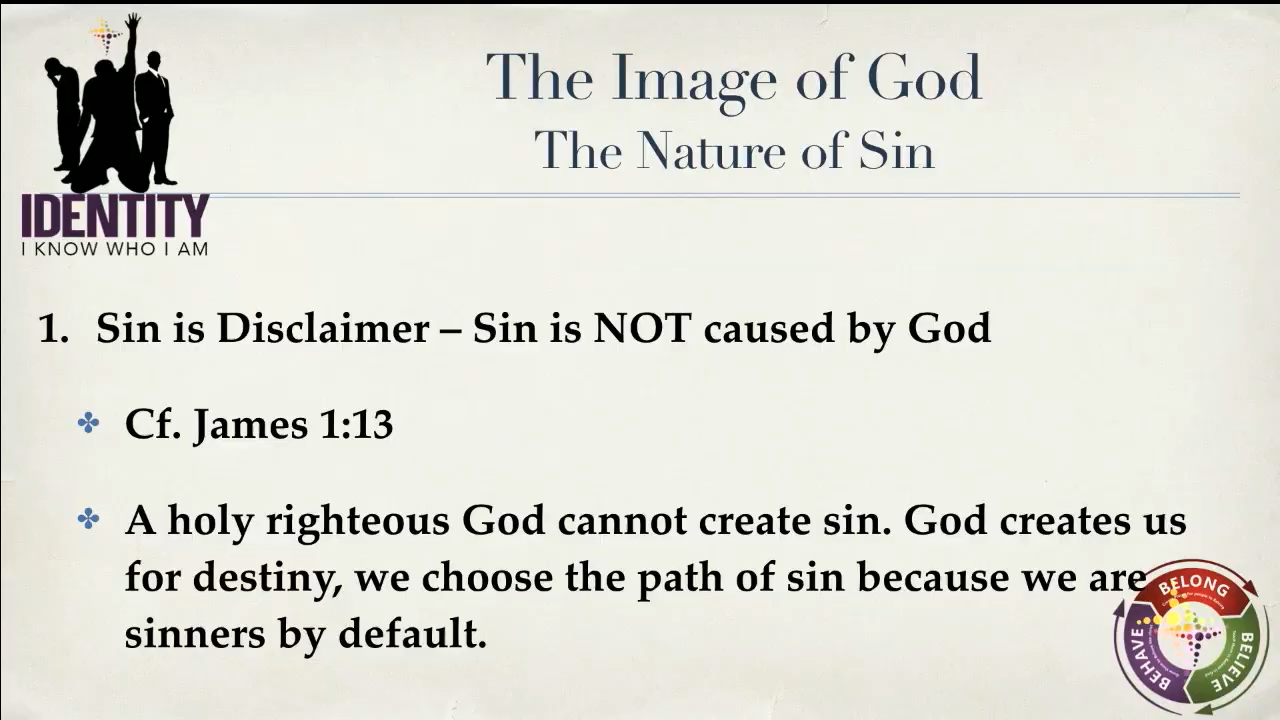 The Image of God
The Nature of Sin
IDENTITY
I KNOW WHO I AM
1. Sin is Disclaimer – Sin is NOT caused by God
Cf. James 1:13
A holy righteous God cannot create sin. God creates us
for destiny, we choose the path of sin because we are
sinners by default.
BELONG
BEHAVE
BELIEVE